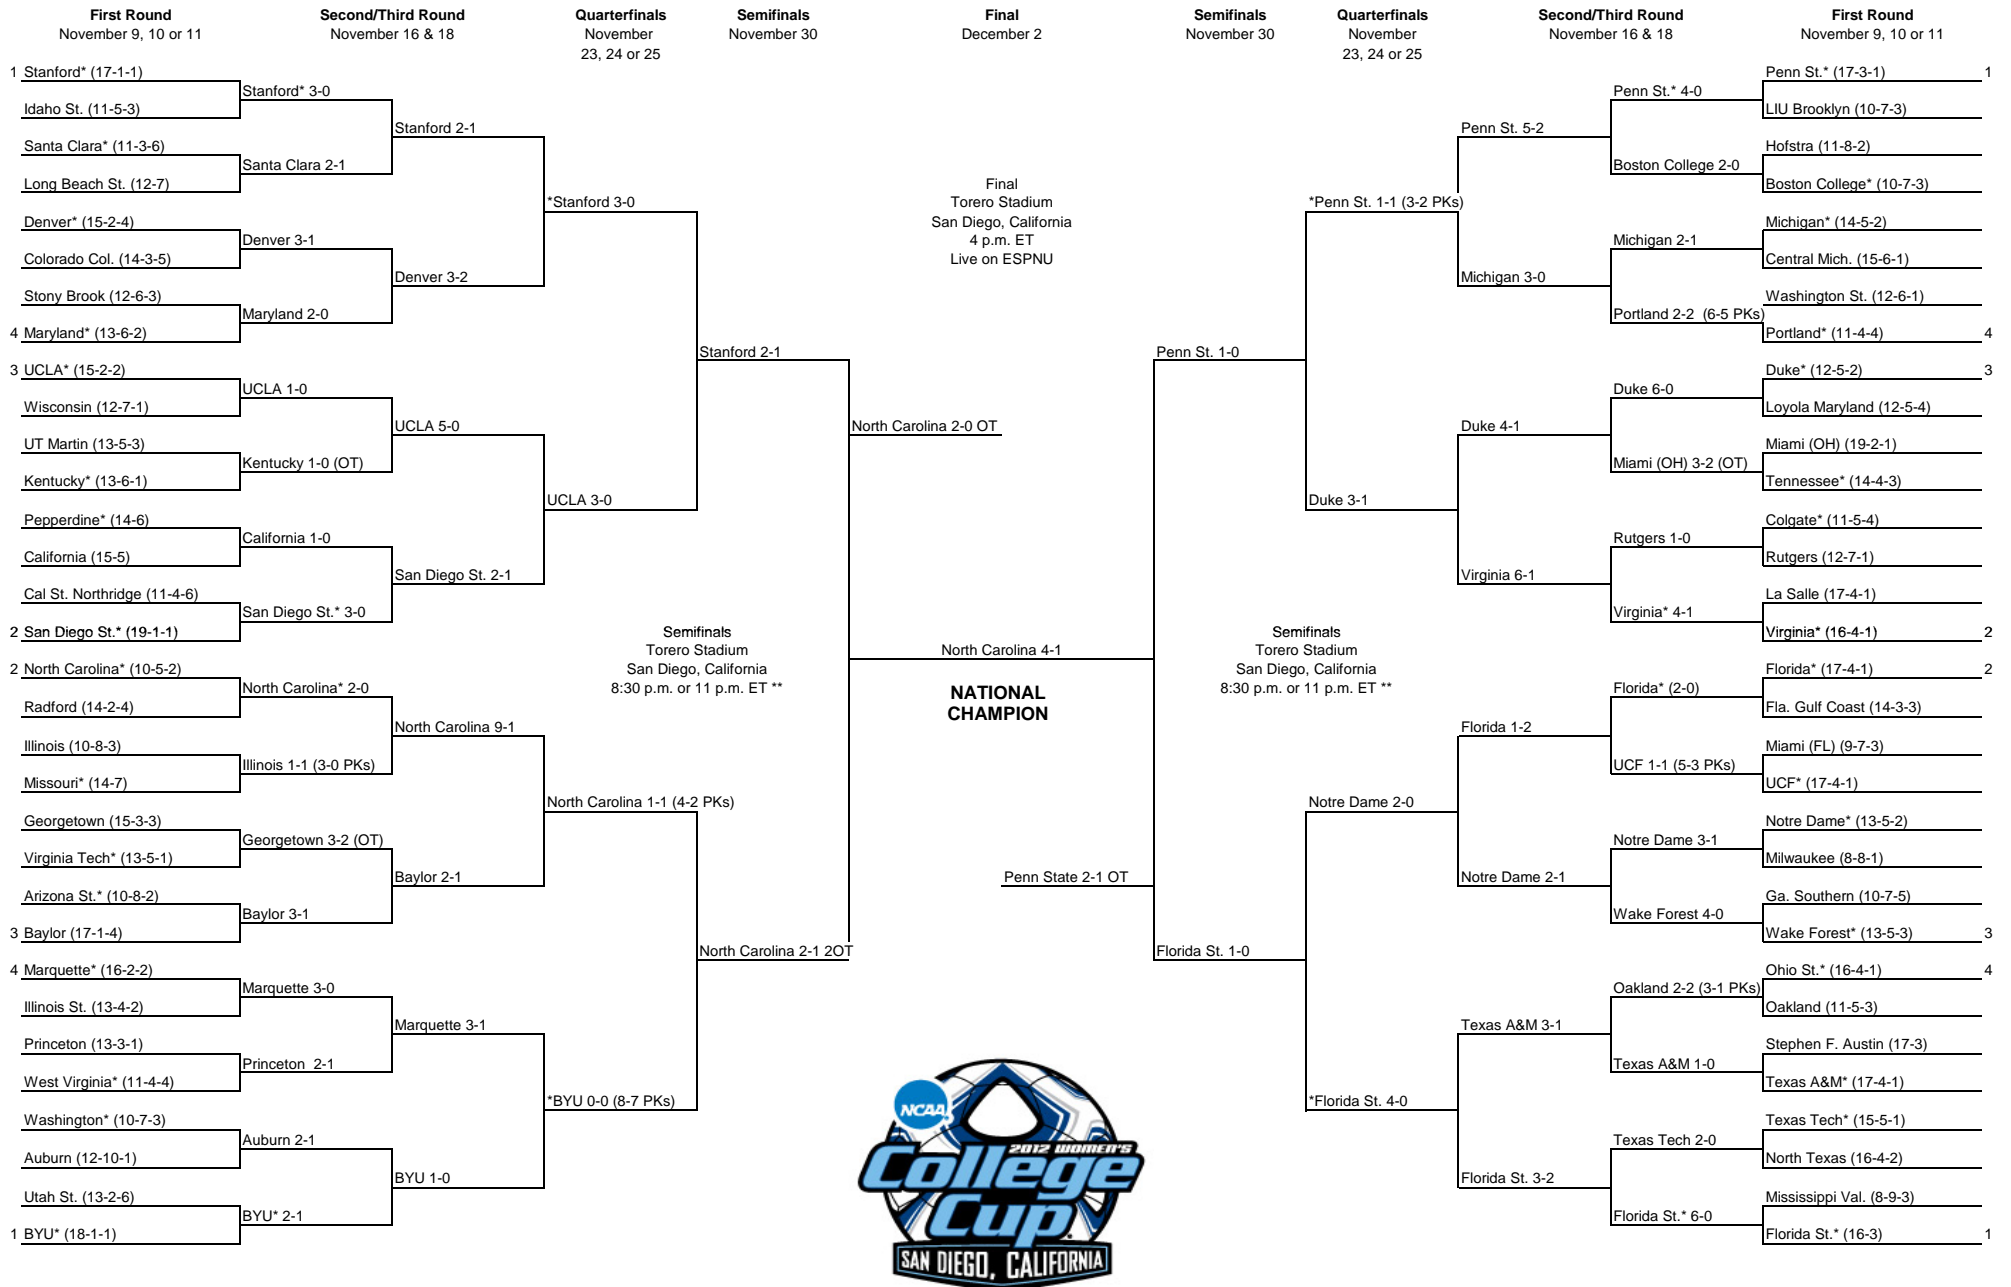 First Round
November 9, 10 or 11
Second/Third Round
November 16 & 18
Quarterfinals
November
23, 24 or 25
Semifinals
November 30
Final
December 2
Semifinals
November 30
Quarterfinals
November
23, 24 or 25
Second/Third Round
November 16 & 18
First Round
November 9, 10 or 11
1 Stanford* (17-1-1)
Idaho St. (11-5-3)
Santa Clara* (11-3-6)
Long Beach St. (12-7)
Denver* (15-2-4)
Colorado Col. (14-3-5)
Stony Brook (12-6-3)
4 Maryland* (13-6-2)
3 UCLA* (15-2-2)
Wisconsin (12-7-1)
UT Martin (13-5-3)
Kentucky* (13-6-1)
Pepperdine* (14-6)
California (15-5)
Cal St. Northridge (11-4-6)
2 San Diego St.* (19-1-1)
2 North Carolina* (10-5-2)
Radford (14-2-4)
Illinois (10-8-3)
Missouri* (14-7)
Georgetown (15-3-3)
Virginia Tech* (13-5-1)
Arizona St.* (10-8-2)
3 Baylor (17-1-4)
4 Marquette* (16-2-2)
Illinois St. (13-4-2)
Princeton (13-3-1)
West Virginia* (11-4-4)
Washington* (10-7-3)
Auburn (12-10-1)
Utah St. (13-2-6)
1 BYU* (18-1-1)
Stanford* 3-0
Santa Clara 2-1
Denver 3-1
Maryland 2-0
UCLA 1-0
Kentucky 1-0 (OT)
California 1-0
San Diego St.* 3-0
North Carolina* 2-0
Illinois 1-1 (3-0 PKs)
Georgetown 3-2 (OT)
Baylor 3-1
Marquette 3-0
Princeton 2-1
Auburn 2-1
BYU* 2-1
Stanford 2-1
Denver 3-2
UCLA 5-0
San Diego St. 2-1
North Carolina 9-1
Baylor 2-1
Marquette 3-1
BYU 1-0
*Stanford 3-0
UCLA 3-0
North Carolina 1-1 (4-2 PKs)
*BYU 0-0 (8-7 PKs)
Semifinals
Torero Stadium
San Diego, California
8:30 p.m. or 11 p.m. ET **
Stanford 2-1
North Carolina 2-1 2OT
North Carolina 2-0 OT
Final
Torero Stadium
San Diego, California
4 p.m. ET
Live on ESPNU
North Carolina 4-1
NATIONAL
CHAMPION
Penn State 2-1 OT
NCAA
2012 WOMEN'S
College
Cup
SAN DIEGO, CALIFORNIA
Penn St. 1-0
Florida St. 1-0
Semifinals
Torero Stadium
San Diego, California
8:30 p.m. or 11 p.m. ET **
*Penn St. 1-1 (3-2 PKs)
Duke 3-1
Notre Dame 2-0
*Florida St. 4-0
Penn St. 5-2
Michigan 3-0
Duke 4-1
Virginia 6-1
Florida 1-2
Notre Dame 2-1
Texas A&M 3-1
Florida St. 3-2
Penn St.* 4-0
Boston College 2-0
Michigan 2-1
Portland 2-2 (6-5 PKs)
Duke 6-0
Miami (OH) 3-2 (OT)
Rutgers 1-0
Virginia* 4-1
Florida* (2-0)
UCF 1-1 (5-3 PKs)
Notre Dame 3-1
Wake Forest 4-0
Oakland 2-2 (3-1 PKs)
Texas A&M 1-0
Texas Tech 2-0
Florida St.* 6-0
Penn St.* (17-3-1) 1
LIU Brooklyn (10-7-3)
Hofstra (11-8-2)
Boston College* (10-7-3)
Michigan* (14-5-2)
Central Mich. (15-6-1)
Washington St. (12-6-1)
Portland* (11-4-4) 4
Duke* (12-5-2) 3
Loyola Maryland (12-5-4)
Miami (OH) (19-2-1)
Tennessee* (14-4-3)
Colgate* (11-5-4)
Rutgers (12-7-1)
La Salle (17-4-1)
Virginia* (16-4-1) 2
Florida* (17-4-1) 2
Fla. Gulf Coast (14-3-3)
Miami (FL) (9-7-3)
UCF* (17-4-1)
Notre Dame* (13-5-2)
Milwaukee (8-8-1)
Ga. Southern (10-7-5)
Wake Forest* (13-5-3) 3
Ohio St.* (16-4-1) 4
Oakland (11-5-3)
Stephen F. Austin (17-3)
Texas A&M* (17-4-1)
Texas Tech* (15-5-1)
North Texas (16-4-2)
Mississippi Val. (8-9-3)
Florida St.* (16-3) 1